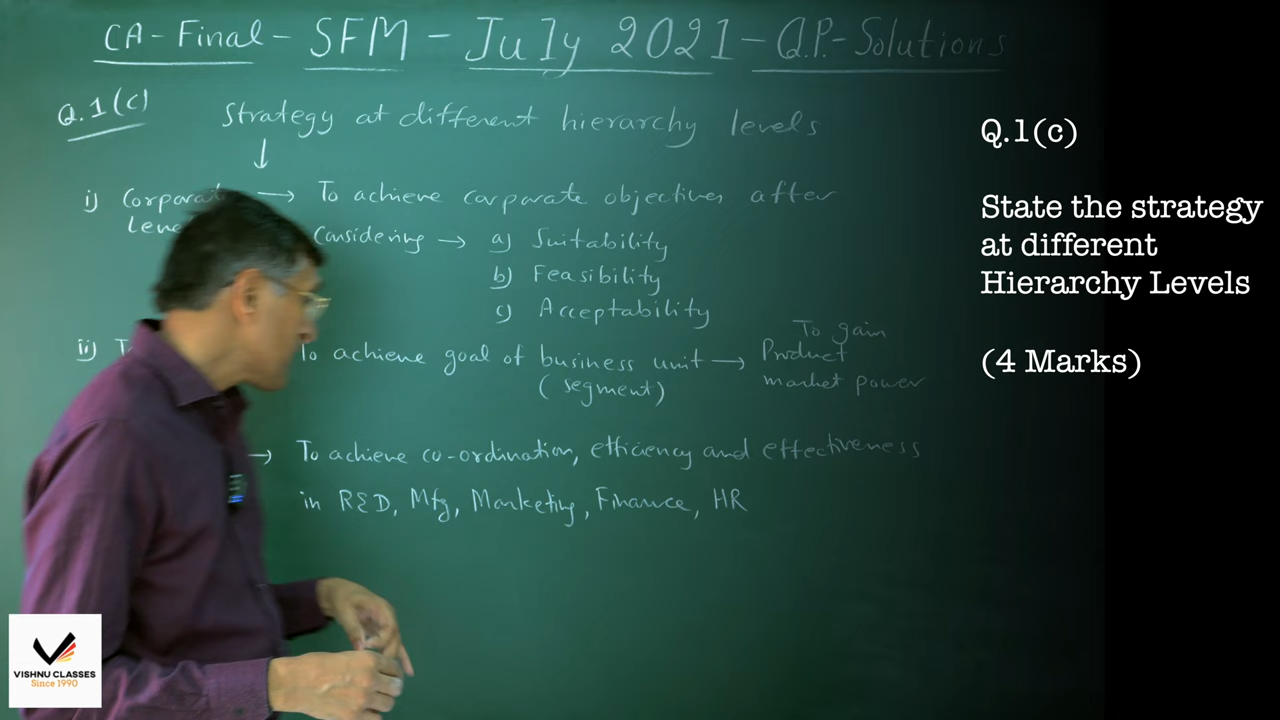 CA-Final - SFM - July 2021 - Q.P.-Solutions
Q.1(c) Strategy at different hierarchy levels
i) Corporate → To achieve corporate objectives after
Considering → a) Suitability
b) Feasibility
c) Acceptability
To gain
ii) To achieve goal of business unit → Product
(segment) market power
→ To achieve co-ordination, efficiency and effectiveness
in R&D, Mfg, Marketing, Finance, HR
Q.1(c)
State the strategy
at different
Hierarchy Levels
(4 Marks)
VISHNU CLASSES
Since 1990